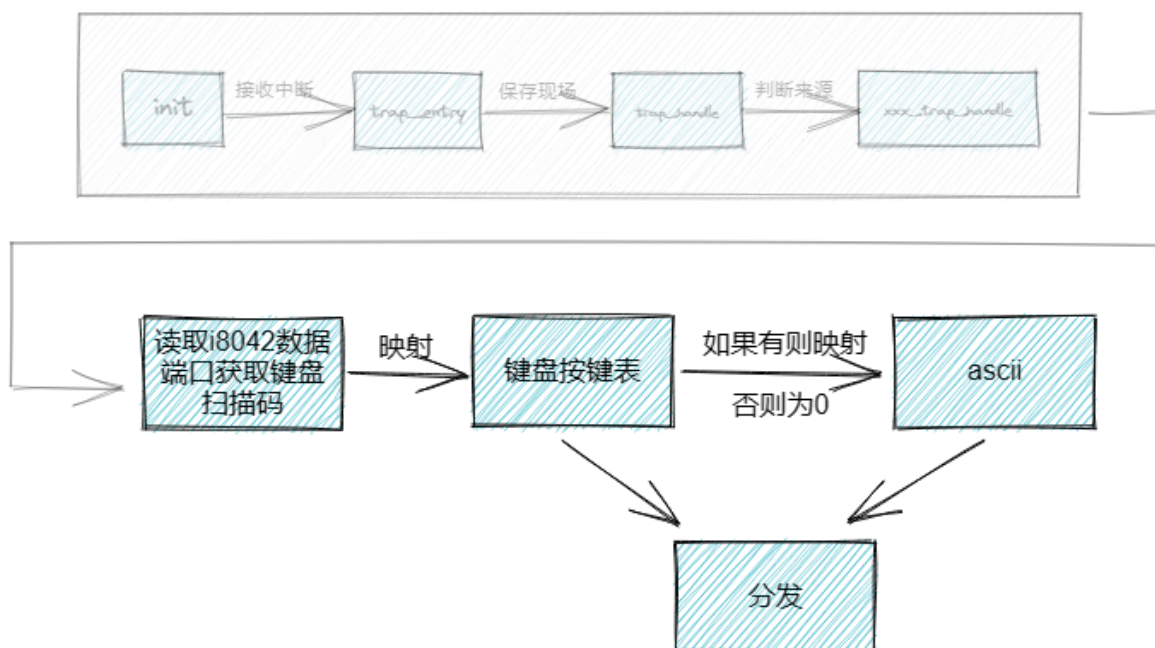 init
接收中断
trap_entry
保存现场
trap_handle
判断来源
xxx_trap_handle
读取i8042数据
端口获取键盘
扫描码
映射
键盘按键表
如果有则映射
否则为0
ascii
分发